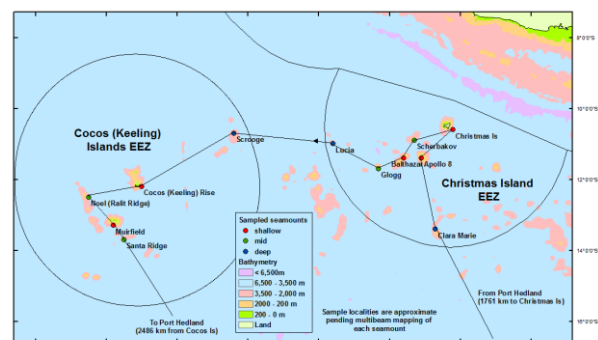 8°0'0"S
10°0'0"S
12°0'0"S
14°0'0"S
16°0'0"S
Cocos (Keeling)
Islands EEZ
Scrooge
Lucia
Scherbakov
Christmas Is
Balthazar
Apollo 8
Glogg
Christmas Island
EEZ
Cocos (Keeling) Rise
Noel (Ralit Ridge)
Muirfield
Santa Ridge
Clara Marie
Sampled seamounts
shallow
mid
deep
Bathymetry
< 6,500m
6,500 - 3,500 m
3,500 - 2,000 m
2000 - 200 m
200 - 0 m
Land
From Port Hedland
(1761 km to Christmas Is)
To Port Hedland
(2486 km from Cocos Is)
Sample localities are approximate
pending multibeam mapping of
each seamount